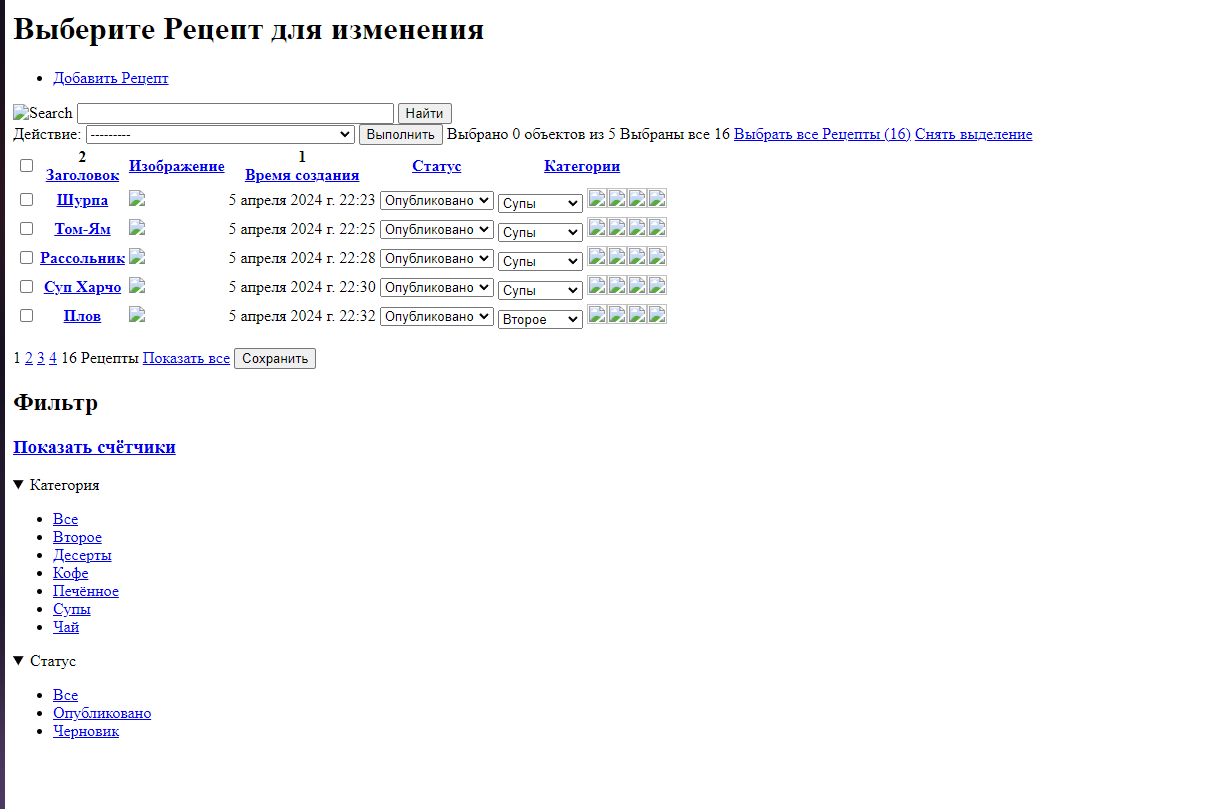 Выберите Рецепт для изменения
Добавить Рецепт
Search Найти
Действие: --------- Выполнить Выбрано 0 объектов из 5 Выбраны все 16 Выбрать все Рецепты (16) Снять выделение
2 1
Заголовок Изображение Время создания Статус Категории
Шурпа 5 апреля 2024 г. 22:23 Опубликовано Супы
Том-Ям 5 апреля 2024 г. 22:25 Опубликовано Супы
Рассольник 5 апреля 2024 г. 22:28 Опубликовано Супы
Суп Харчо 5 апреля 2024 г. 22:30 Опубликовано Супы
Плов 5 апреля 2024 г. 22:32 Опубликовано Второе
1 2 3 4 16 Рецепты Показать все Сохранить
Фильтр
Показать счётчики
Категория
Все
Второе
Десерты
Кофе
Печённое
Супы
Чай
Статус
Все
Опубликовано
Черновик